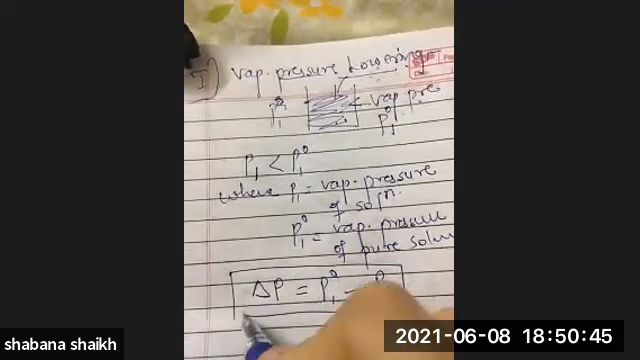 I) vap. pressure Lowering
P₁° vap pre
P₁°
P₁ < P₁°
where P₁ = vap. pressure
of solⁿ.
P₁° = vap. pressure
of pure solu
ΔP = P₁° - P
shabana shaikh
2021-06-08 18:50:45